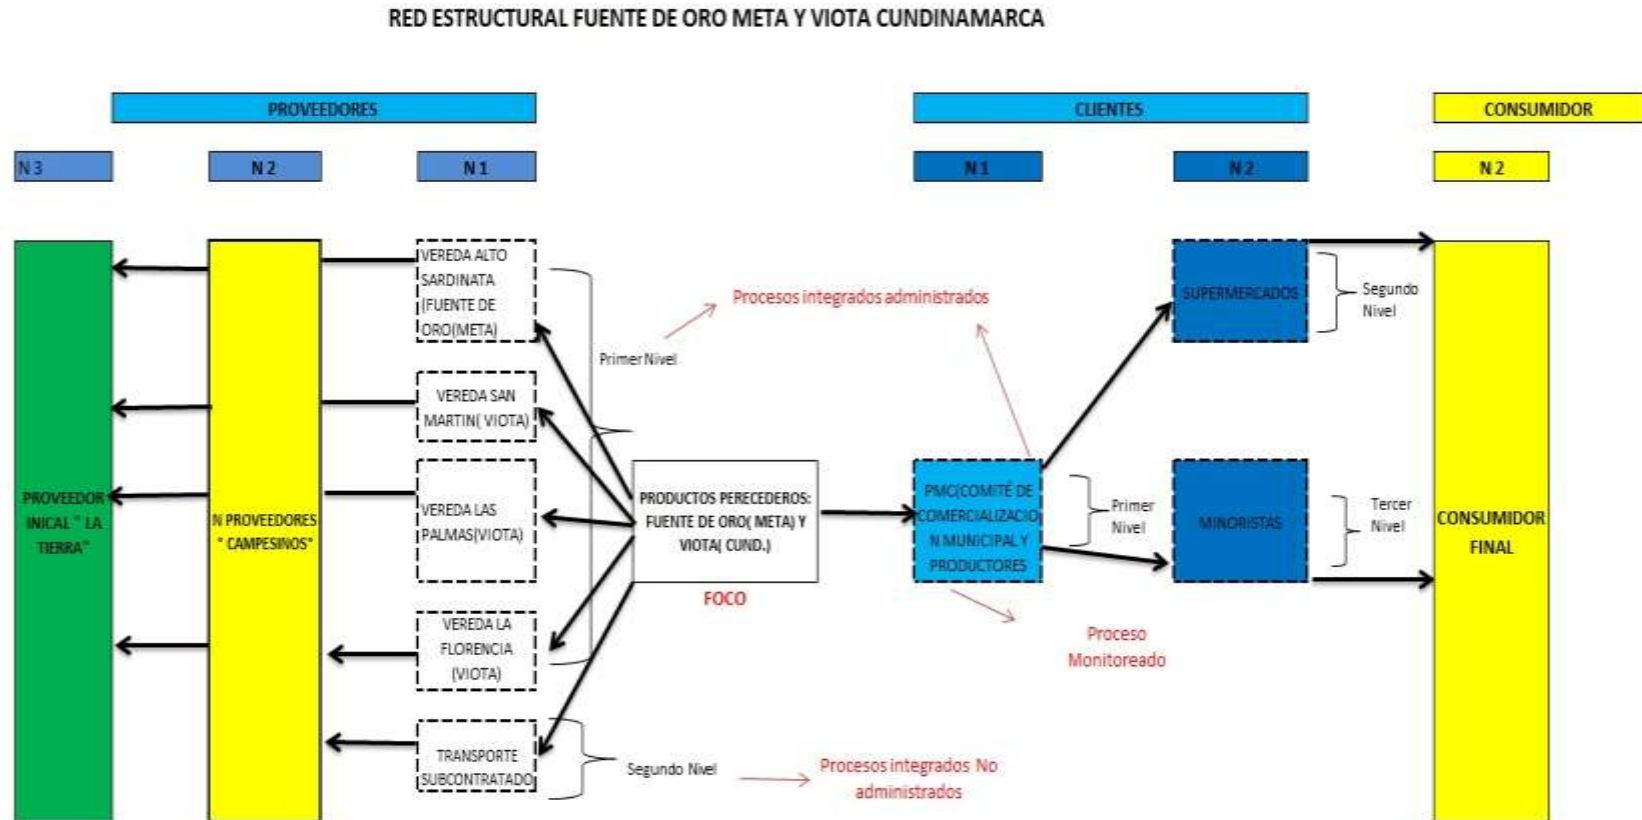 RED ESTRUCTURAL FUENTE DE ORO META Y VIOTA CUNDINAMARCA
PROVEEDORES
CLIENTES
CONSUMIDOR
N 3
N 2
N 1
N 1
N 2
N 2
PROVEEDOR
INICAL " LA
TIERRA"
N PROVEEDORES
" CAMPESINOS"
VEREDA ALTO
SARDINATA
(FUENTE DE
ORO(META)
VEREDA SAN
MARTIN( VIOTA)
VEREDA LAS
PALMAS(VIOTA)
VEREDA LA
FLORENCIA
(VIOTA)
TRANSPORTE
SUBCONTRATADO
Primer Nivel
Segundo Nivel
Procesos integrados administrados
Procesos integrados No
administrados
PRODUCTOS PERECEDEROS:
FUENTE DE ORO( META) Y
VIOTA( CUND.)
FOCO
PMC(COMITÉ DE
COMERCIALIZACIO
N MUNICIPAL Y
PRODUCTORES
Primer
Nivel
Proceso
Monitoreado
SUPERMERCADOS
Segundo
Nivel
MINORISTAS
Tercer
Nivel
CONSUMIDOR
FINAL